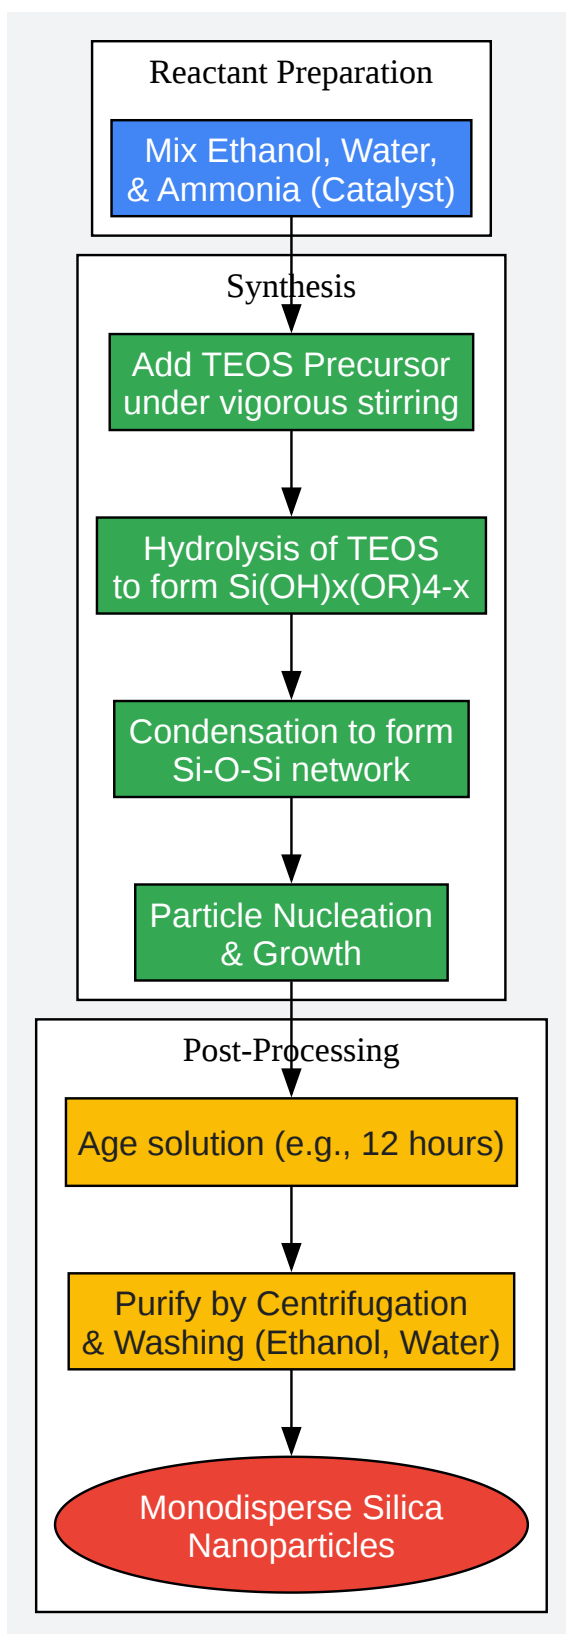 Reactant Preparation
Mix Ethanol, Water,
& Ammonia (Catalyst)
Synthesis
Add TEOS Precursor
under vigorous stirring
Hydrolysis of TEOS
to form Si(OH)x(OR)4-x
Condensation to form
Si-O-Si network
Particle Nucleation
& Growth
Post-Processing
Age solution (e.g., 12 hours)
Purify by Centrifugation
& Washing (Ethanol, Water)
Monodisperse Silica
Nanoparticles